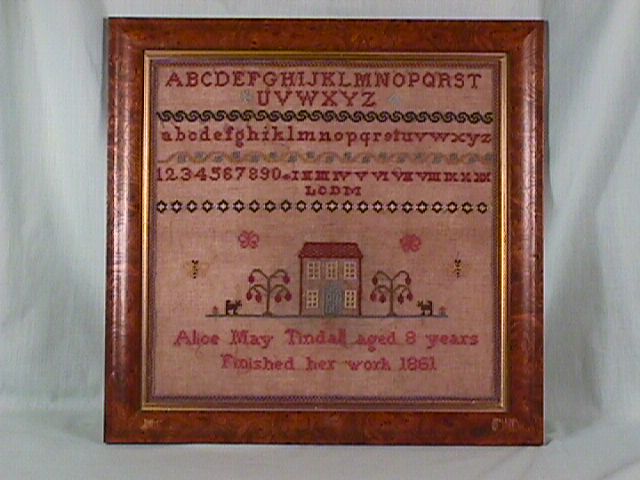 ABCDEFGHIJKLMNOPQRST
UVWXYZ
abcdefghiklmnopqrstuvwxyz
1234567890
LCDM
Alice May Tindall aged 8 years
Finished her work 1861